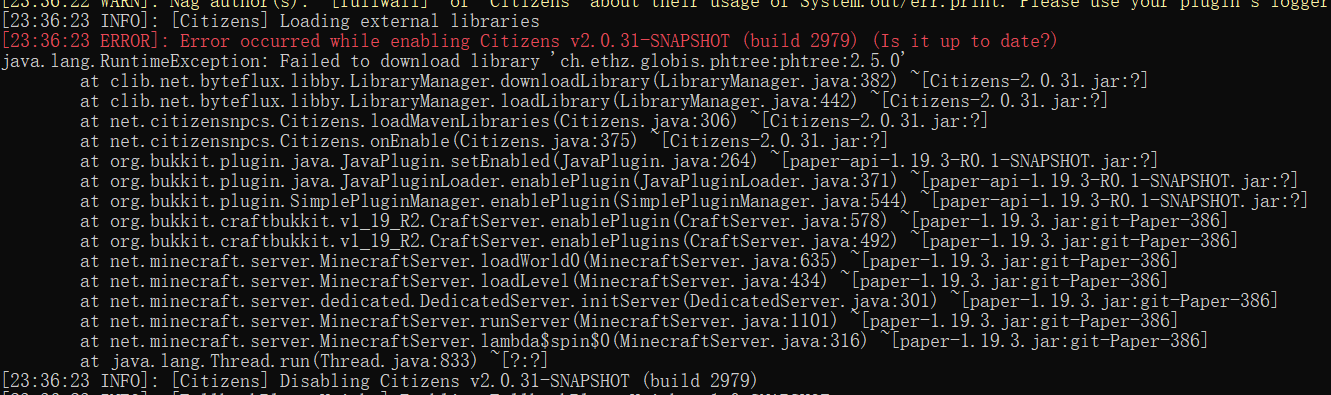 [23:36:22 WARN]: Nag author(s): '[fullwall]' of 'Citizens' about their usage of System.out/err.print. Please use your plugin's logger
[23:36:23 INFO]: [Citizens] Loading external libraries
[23:36:23 ERROR]: Error occurred while enabling Citizens v2.0.31-SNAPSHOT (build 2979) (Is it up to date?)
java.lang.RuntimeException: Failed to download library 'ch.ethz.globis.phtree:phtree:2.5.0'
at clib.net.byteflux.libby.LibraryManager.downloadLibrary(LibraryManager.java:382) ~[Citizens-2.0.31.jar:?]
at clib.net.byteflux.libby.LibraryManager.loadLibrary(LibraryManager.java:442) ~[Citizens-2.0.31.jar:?]
at net.citizensnpcs.Citizens.loadMavenLibraries(Citizens.java:306) ~[Citizens-2.0.31.jar:?]
at net.citizensnpcs.Citizens.onEnable(Citizens.java:375) ~[Citizens-2.0.31.jar:?]
at org.bukkit.plugin.java.JavaPlugin.setEnabled(JavaPlugin.java:264) ~[paper-api-1.19.3-R0.1-SNAPSHOT.jar:?]
at org.bukkit.plugin.java.JavaPluginLoader.enablePlugin(JavaPluginLoader.java:371) ~[paper-api-1.19.3-R0.1-SNAPSHOT.jar:?]
at org.bukkit.plugin.SimplePluginManager.enablePlugin(SimplePluginManager.java:544) ~[paper-api-1.19.3-R0.1-SNAPSHOT.jar:?]
at org.bukkit.craftbukkit.v1_19_R2.CraftServer.enablePlugin(CraftServer.java:578) ~[paper-1.19.3.jar:git-Paper-386]
at org.bukkit.craftbukkit.v1_19_R2.CraftServer.enablePlugins(CraftServer.java:492) ~[paper-1.19.3.jar:git-Paper-386]
at net.minecraft.server.MinecraftServer.loadWorld0(MinecraftServer.java:635) ~[paper-1.19.3.jar:git-Paper-386]
at net.minecraft.server.MinecraftServer.loadLevel(MinecraftServer.java:434) ~[paper-1.19.3.jar:git-Paper-386]
at net.minecraft.server.dedicated.DedicatedServer.initServer(DedicatedServer.java:301) ~[paper-1.19.3.jar:git-Paper-386]
at net.minecraft.server.MinecraftServer.runServer(MinecraftServer.java:1101) ~[paper-1.19.3.jar:git-Paper-386]
at net.minecraft.server.MinecraftServer.lambda$spin$0(MinecraftServer.java:316) ~[paper-1.19.3.jar:git-Paper-386]
at java.lang.Thread.run(Thread.java:833) ~[?:?]
[23:36:23 INFO]: [Citizens] Disabling Citizens v2.0.31-SNAPSHOT (build 2979)